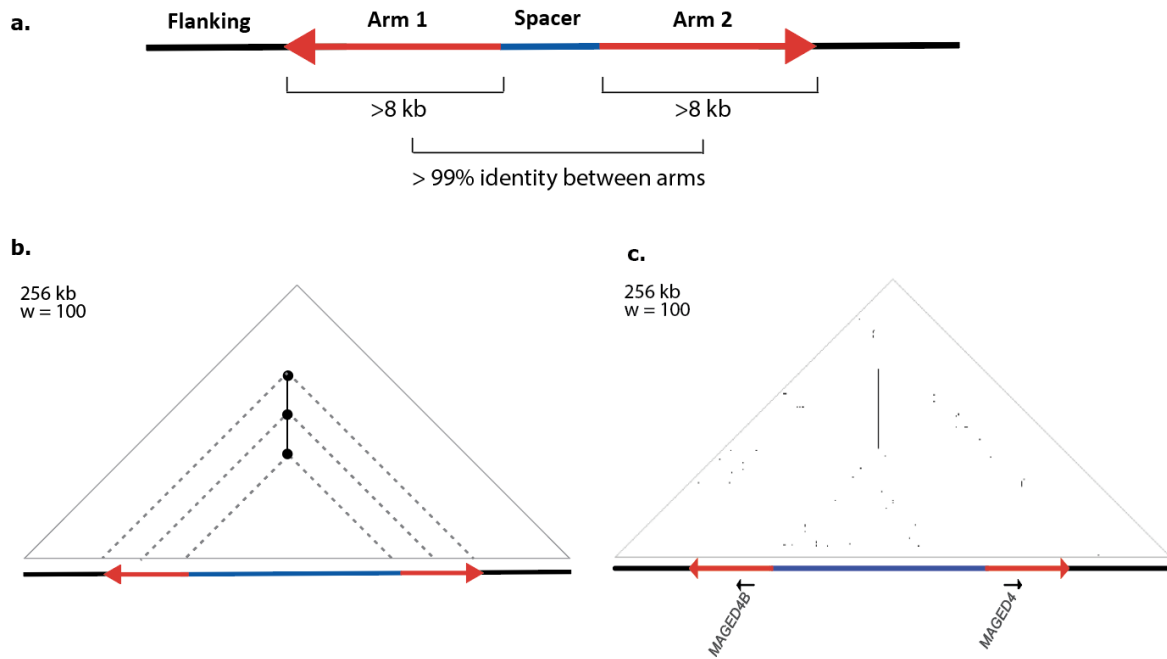 a.
Flanking Arm 1 Spacer Arm 2
>8 kb >8 kb
> 99% identity between arms
b.
256 kb
w = 100
c.
256 kb
w = 100
MAGED4B
MAGED4